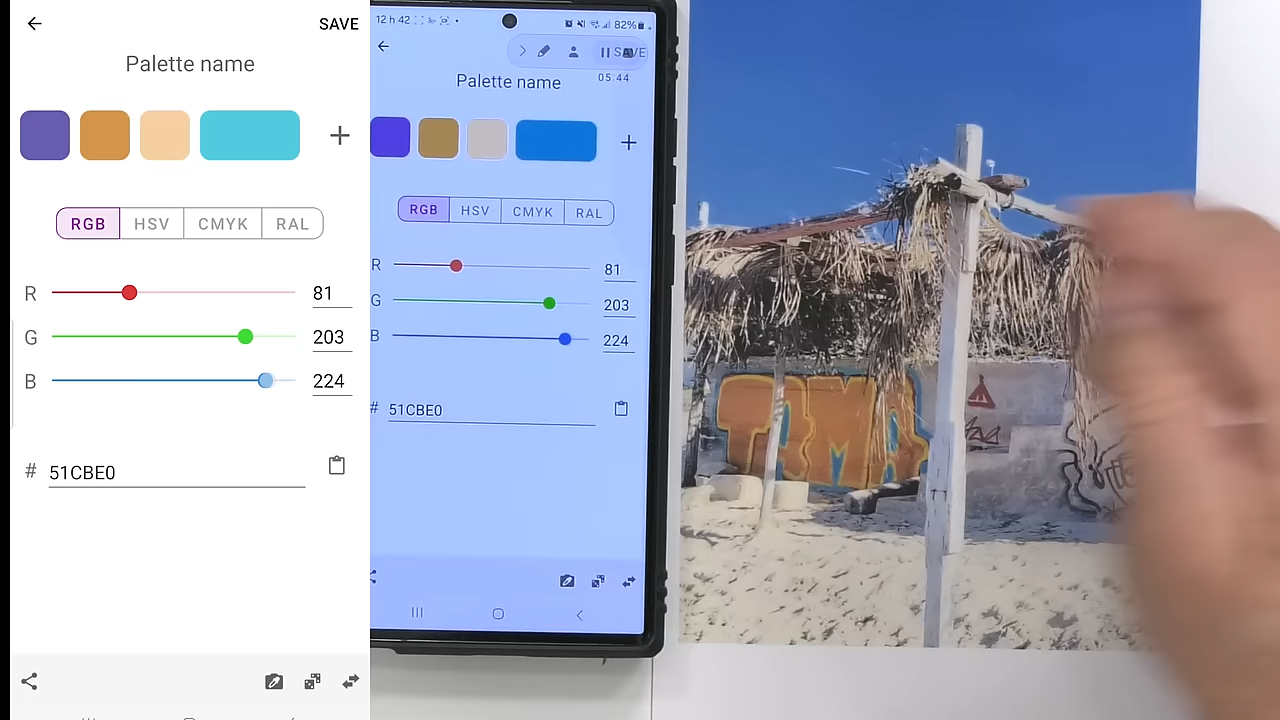 SAVE
Palette name
RGB HSV CMYK RAL
R 81
G 203
B 224
# 51CBE0
12 h 42 82%
SAVE
05:44
Palette name
RGB HSV CMYK RAL
R 81
G 203
B 224
# 51CBE0
TOMA